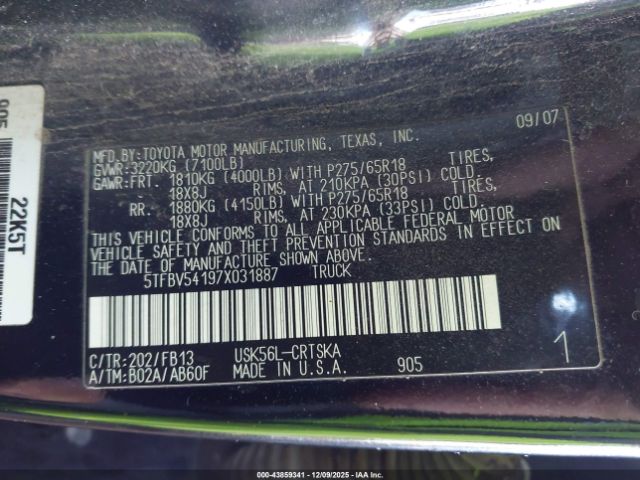 MFD.BY:TOYOTA MOTOR MANUFACTURING, TEXAS, INC. 09/07
GVWR:3220KG (7100LB)
GAWR:FRT. 1810KG (4000LB) WITH P275/65R18 TIRES,
18X8J RIMS, AT 210KPA (30PSI) COLD.
RR. 1880KG (4150LB) WITH P275/65R18 TIRES,
18X8J RIMS, AT 230KPA (33PSI) COLD.
THIS VEHICLE CONFORMS TO ALL APPLICABLE FEDERAL MOTOR
VEHICLE SAFETY AND THEFT PREVENTION STANDARDS IN EFFECT ON
THE DATE OF MANUFACTURE SHOWN ABOVE.
5TFBV54197X031887 TRUCK
C/TR:202/FB13 USK56L-CRTSKA
A/TM:B02A/AB60F MADE IN U.S.A. 905 1
905
22K5T
000-43859341 - 12/09/2025 - IAAI.COM